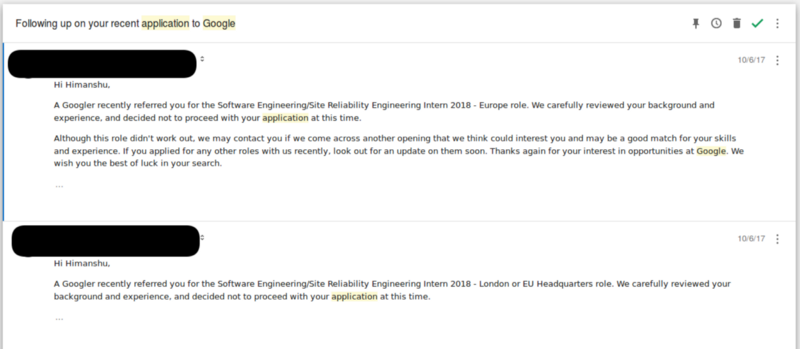 Following up on your recent application to Google
10/6/17
Hi Himanshu,
A Googler recently referred you for the Software Engineering/Site Reliability Engineering Intern 2018 - Europe role. We carefully reviewed your background and
experience, and decided not to proceed with your application at this time.
Although this role didn't work out, we may contact you if we come across another opening that we think could interest you and may be a good match for your skills
and experience. If you applied for any other roles with us recently, look out for an update on them soon. Thanks again for your interest in opportunities at Google. We
wish you the best of luck in your search.
...
10/6/17
Hi Himanshu,
A Googler recently referred you for the Software Engineering/Site Reliability Engineering Intern 2018 - London or EU Headquarters role. We carefully reviewed your
background and experience, and decided not to proceed with your application at this time.
...